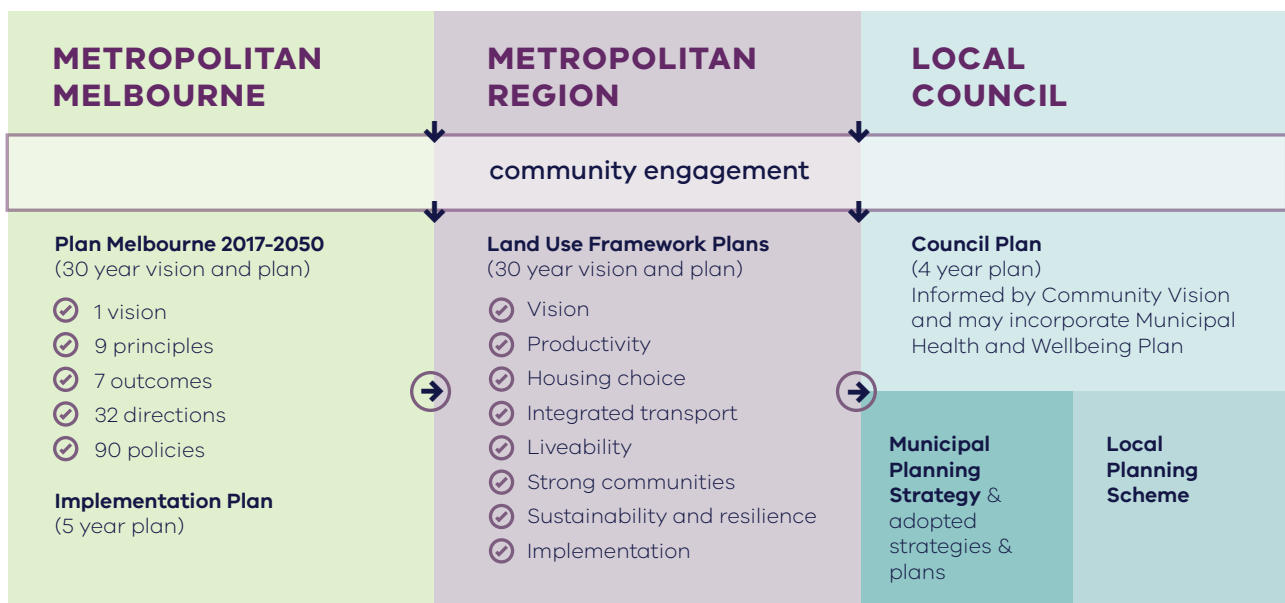 METROPOLITAN
MELBOURNE
METROPOLITAN
REGION
LOCAL
COUNCIL
community engagement
Plan Melbourne 2017-2050
(30 year vision and plan)
1 vision
9 principles
7 outcomes
32 directions
90 policies
Implementation Plan
(5 year plan)
Land Use Framework Plans
(30 year vision and plan)
Vision
Productivity
Housing choice
Integrated transport
Liveability
Strong communities
Sustainability and resilience
Implementation
Council Plan
(4 year plan)
Informed by Community Vision
and may incorporate Municipal
Health and Wellbeing Plan
Municipal
Planning
Strategy &
adopted
strategies &
plans
Local
Planning
Scheme